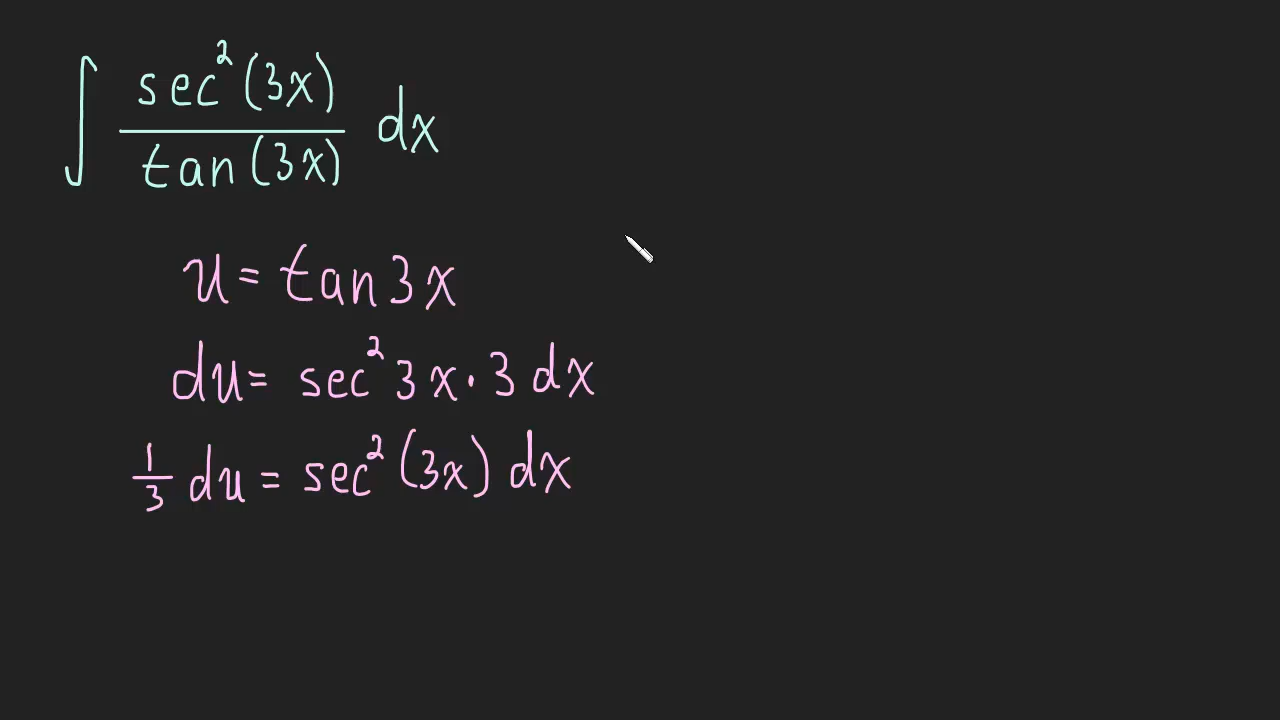 ∫ sec²(3x) / tan(3x) dx
u = tan 3x
du = sec² 3x · 3 dx
1/3 du = sec² (3x) dx